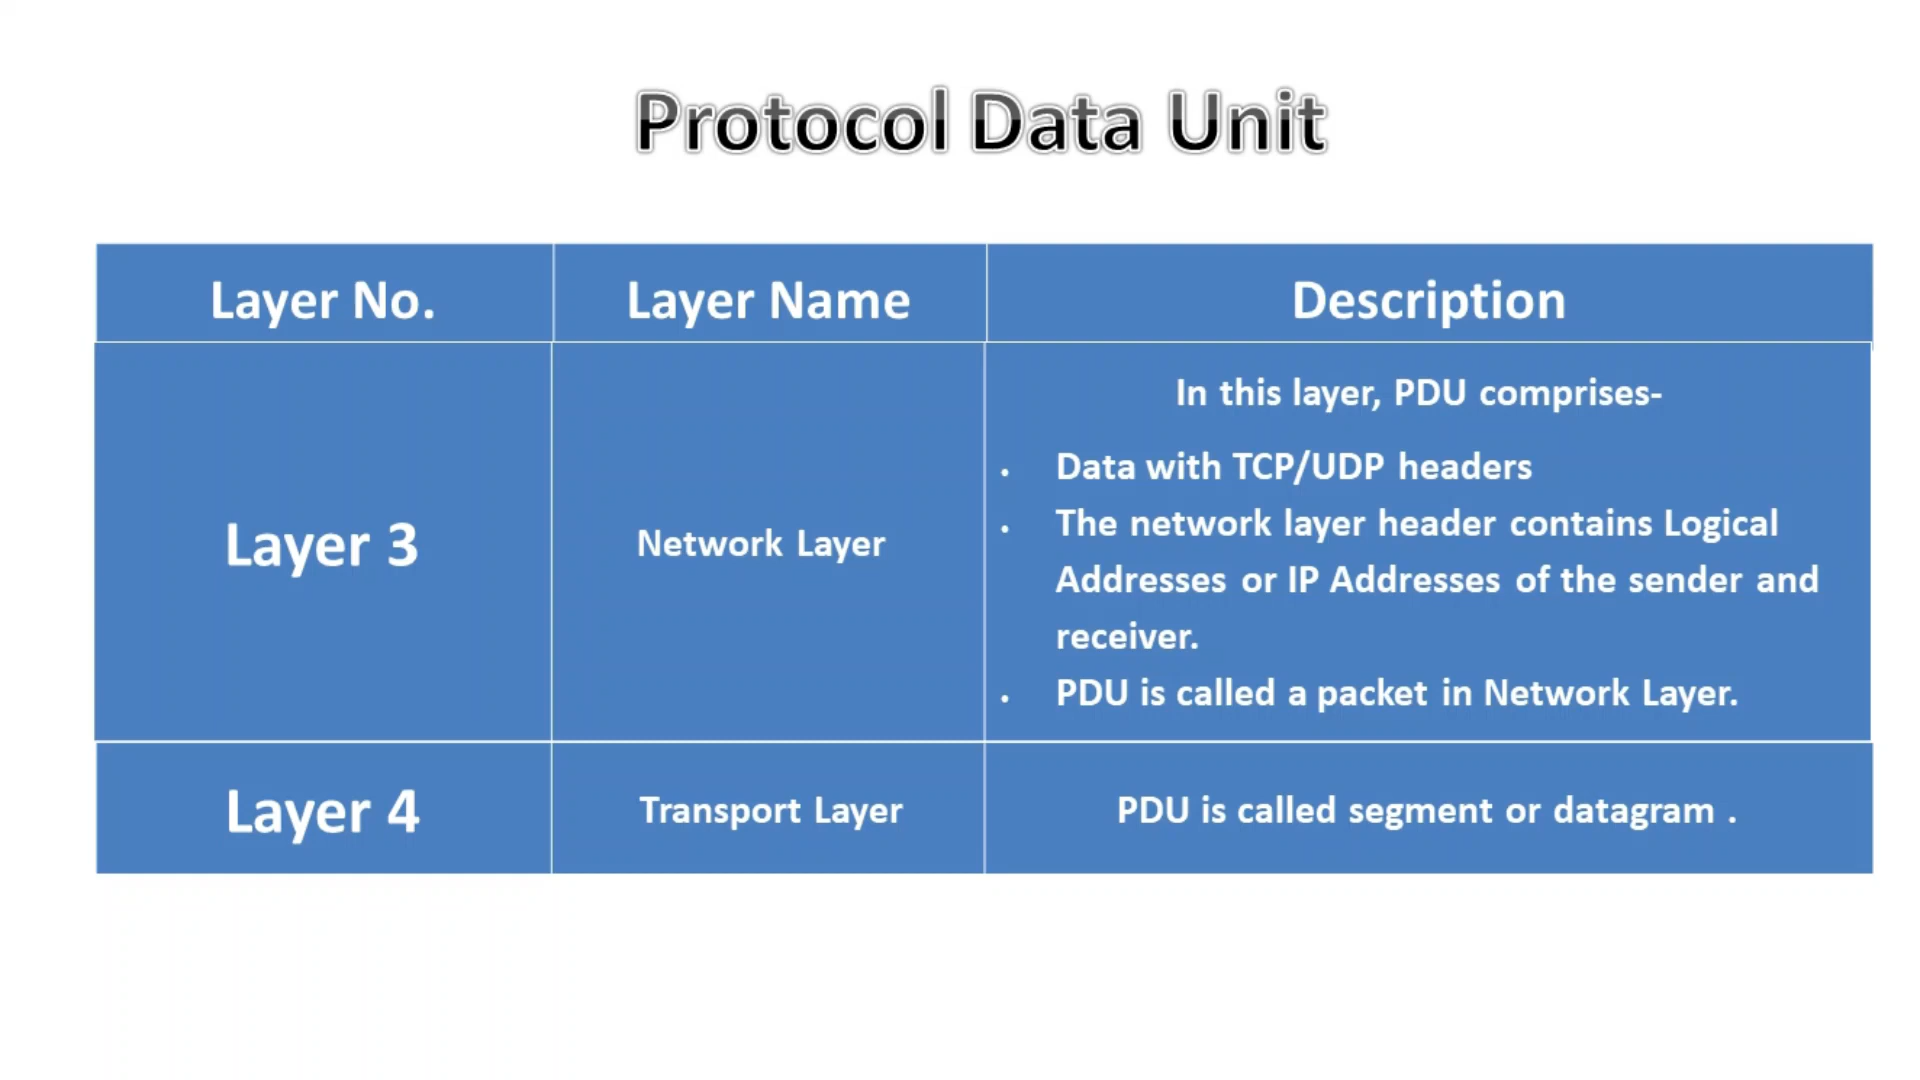 Protocol Data Unit
Layer No.
Layer Name
Description
Layer 3
Network Layer
In this layer, PDU comprises-
• Data with TCP/UDP headers
• The network layer header contains Logical
Addresses or IP Addresses of the sender and
receiver.
• PDU is called a packet in Network Layer.
Layer 4
Transport Layer
PDU is called segment or datagram .